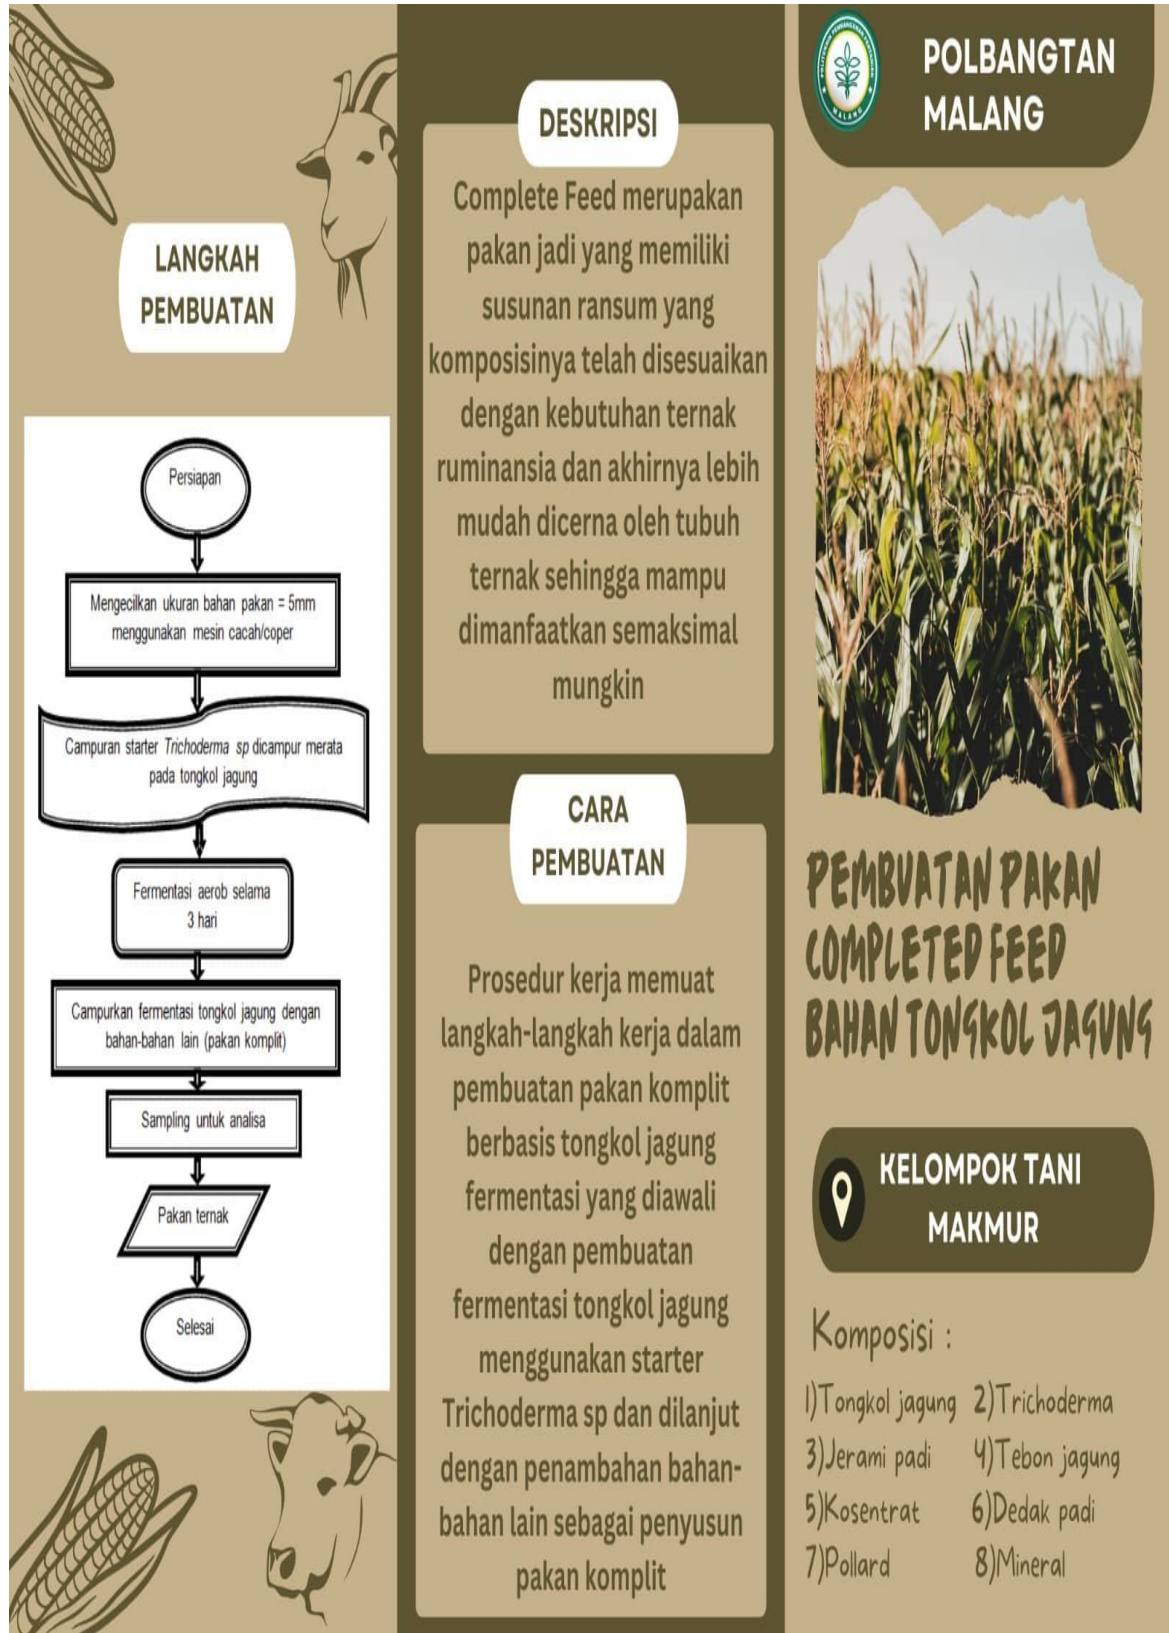 LANGKAH
PEMBUATAN
Persiapan
Mengecilkan ukuran bahan pakan = 5mm
menggunakan mesin cacah/coper
Campuran starter Trichoderma sp dicampur merata
pada tongkol jagung
Fermentasi aerob selama
3 hari
Campurkan fermentasi tongkol jagung dengan
bahan-bahan lain (pakan komplit)
Sampling untuk analisa
Pakan ternak
Selesai
DESKRIPSI
Complete Feed merupakan
pakan jadi yang memiliki
susunan ransum yang
komposisinya telah disesuaikan
dengan kebutuhan ternak
ruminansia dan akhirnya lebih
mudah dicerna oleh tubuh
ternak sehingga mampu
dimanfaatkan semaksimal
mungkin
CARA
PEMBUATAN
Prosedur kerja memuat
langkah-langkah kerja dalam
pembuatan pakan komplit
berbasis tongkol jagung
fermentasi yang diawali
dengan pembuatan
fermentasi tongkol jagung
menggunakan starter
Trichoderma sp dan dilanjut
dengan penambahan bahan-
bahan lain sebagai penyusun
pakan komplit
POLITEKNIK PEMBANGUNAN PERTANIAN
MALANG
POLBANGTAN
MALANG
PEMBUATAN PAKAN
COMPLETED FEED
BAHAN TONGKOL JAGUNG
KELOMPOK TANI
MAKMUR
Komposisi :
1)Tongkol jagung 2)Trichoderma
3)Jerami padi 4)Tebon jagung
5)Kosentrat 6)Dedak padi
7)Pollard 8)Mineral